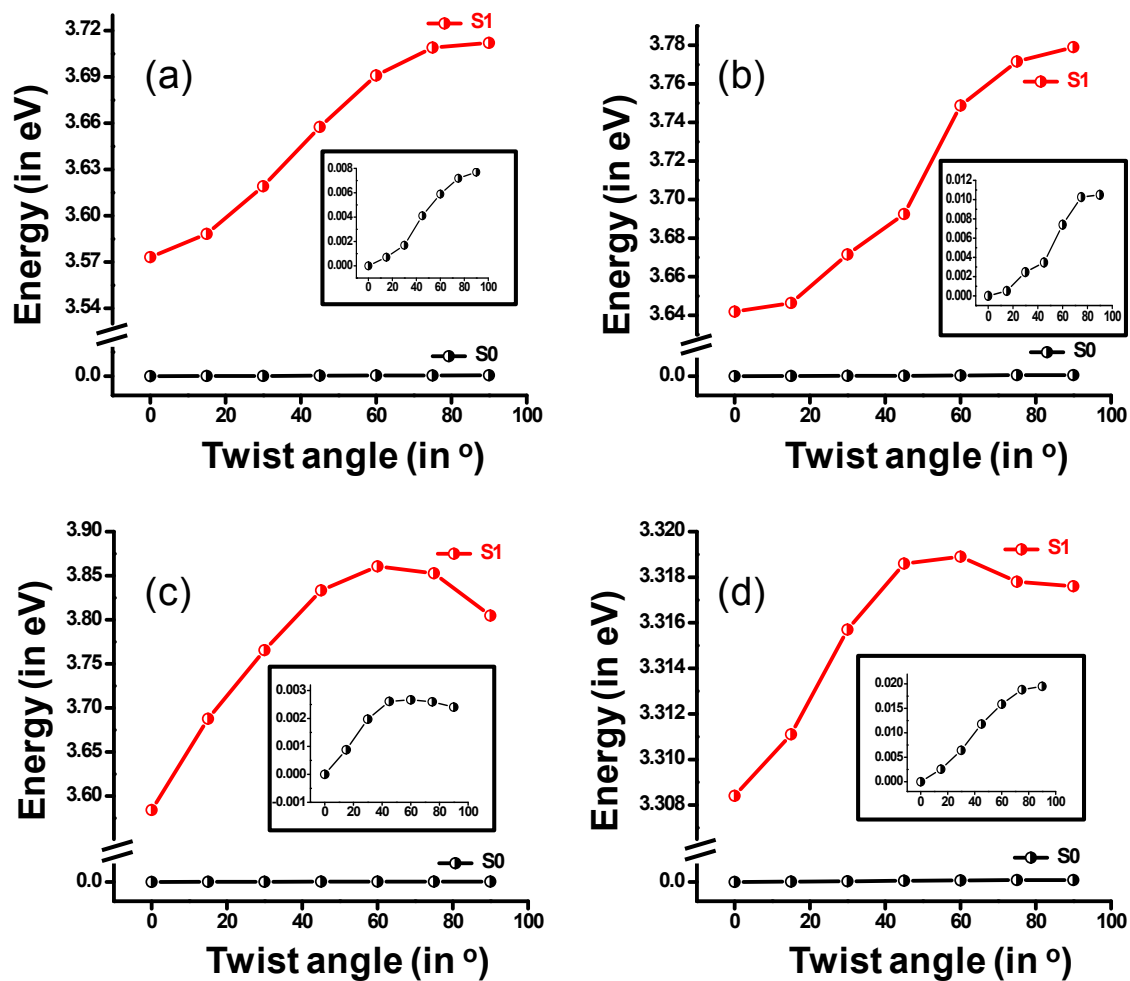 (a)
S1
3.72
3.69
3.66
3.63
3.60
3.57
3.54
0.0
Energy (in eV)
0.008
0.006
0.004
0.002
0.000
0 20 40 60 80 100
S0
0 20 40 60 80 100
Twist angle (in °)
(b)
S1
3.78
3.76
3.74
3.72
3.70
3.68
3.66
3.64
0.0
Energy (in eV)
0.012
0.010
0.008
0.006
0.004
0.002
0.000
0 20 40 60 80 100
S0
0 20 40 60 80 100
Twist angle (in °)
(c)
S1
3.90
3.85
3.80
3.75
3.70
3.65
3.60
0.0
Energy (in eV)
0.003
0.002
0.001
0.000
-0.001
0 20 40 60 80 100
S0
0 20 40 60 80 100
Twist angle (in °)
(d)
S1
3.320
3.318
3.316
3.314
3.312
3.310
3.308
0.0
Energy (in eV)
0.020
0.015
0.010
0.005
0.000
0 20 40 60 80 100
S0
0 20 40 60 80 100
Twist angle (in °)